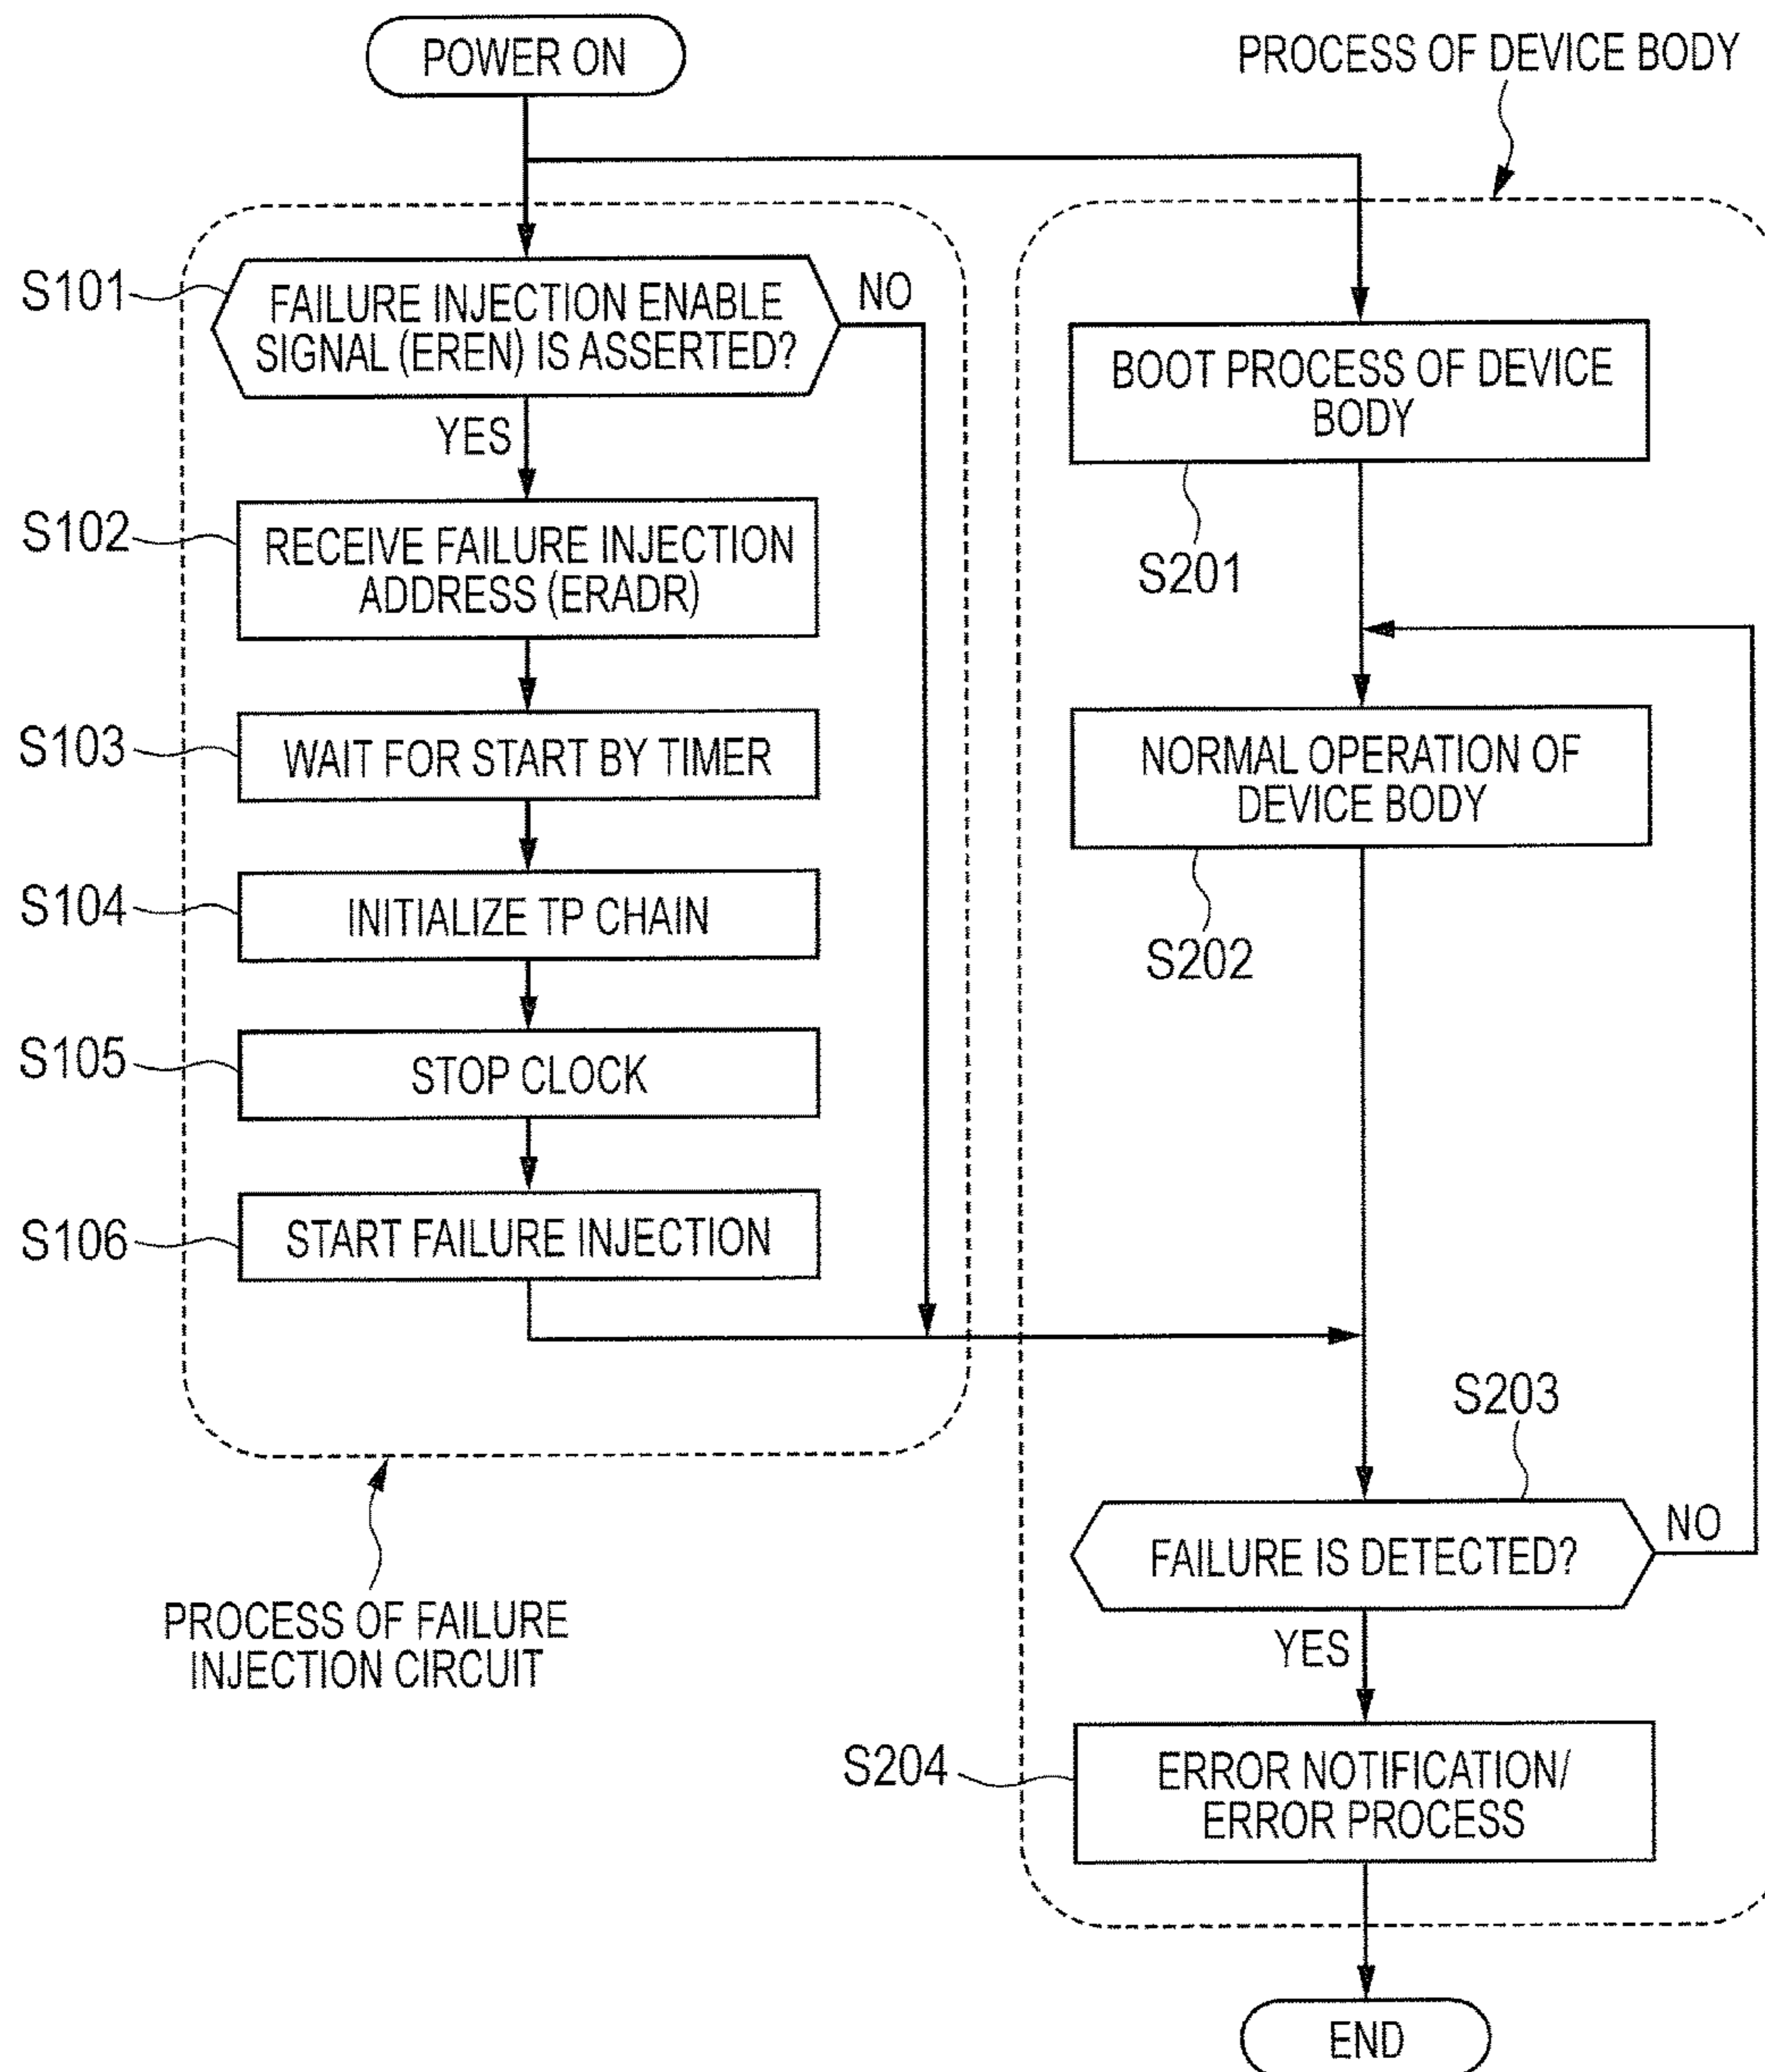 POWER ON
PROCESS OF DEVICE BODY
S101
FAILURE INJECTION ENABLE
SIGNAL (EREN) IS ASSERTED?
NO
YES
S102
RECEIVE FAILURE INJECTION
ADDRESS (ERADR)
S103
WAIT FOR START BY TIMER
S104
INITIALIZE TP CHAIN
S105
STOP CLOCK
S106
START FAILURE INJECTION
PROCESS OF FAILURE
INJECTION CIRCUIT
BOOT PROCESS OF DEVICE
BODY
S201
NORMAL OPERATION OF
DEVICE BODY
S202
S203
FAILURE IS DETECTED?
NO
YES
S204
ERROR NOTIFICATION/
ERROR PROCESS
END